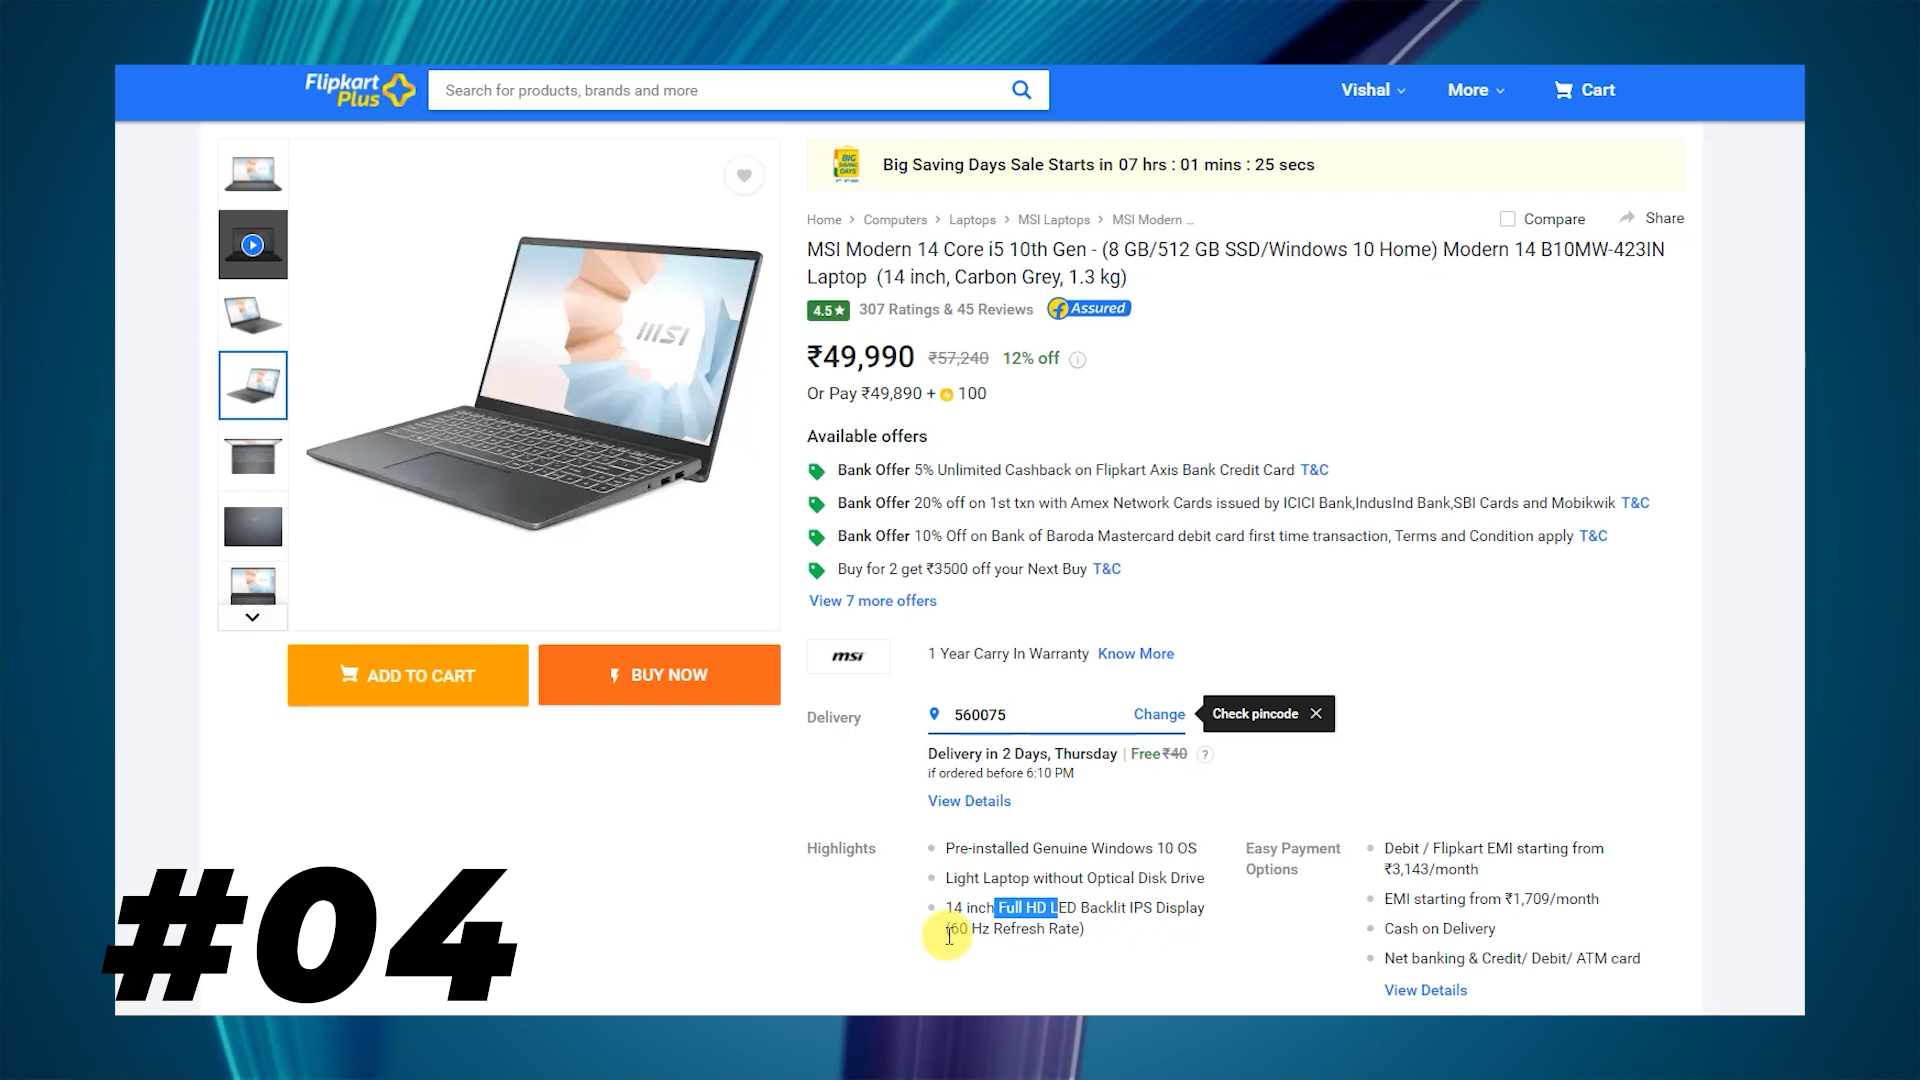 Flipkart
Plus
Search for products, brands and more
Vishal
More
Cart
BIG
SAVING
DAYS
Big Saving Days Sale Starts in 07 hrs : 01 mins : 25 secs
Home > Computers > Laptops > MSI Laptops > MSI Modern ...
Compare
Share
MSI Modern 14 Core i5 10th Gen - (8 GB/512 GB SSD/Windows 10 Home) Modern 14 B10MW-423IN
Laptop (14 inch, Carbon Grey, 1.3 kg)
4.5★ 307 Ratings & 45 Reviews
Assured
₹49,990 ₹57,240 12% off
Or Pay ₹49,890 + 100
msi
Available offers
Bank Offer 5% Unlimited Cashback on Flipkart Axis Bank Credit Card T&C
Bank Offer 20% off on 1st txn with Amex Network Cards issued by ICICI Bank,IndusInd Bank,SBI Cards and Mobikwik T&C
Bank Offer 10% Off on Bank of Baroda Mastercard debit card first time transaction, Terms and Condition apply T&C
Buy for 2 get ₹3500 off your Next Buy T&C
View 7 more offers
ADD TO CART
BUY NOW
msi
1 Year Carry In Warranty Know More
Delivery
560075
Change
Check pincode
Delivery in 2 Days, Thursday | Free ₹40 ?
if ordered before 6:10 PM
View Details
Highlights
Pre-installed Genuine Windows 10 OS
Light Laptop without Optical Disk Drive
14 inch Full HD LED Backlit IPS Display
(60 Hz Refresh Rate)
Easy Payment
Options
Debit / Flipkart EMI starting from
₹3,143/month
EMI starting from ₹1,709/month
Cash on Delivery
Net banking & Credit/ Debit/ ATM card
View Details
#04